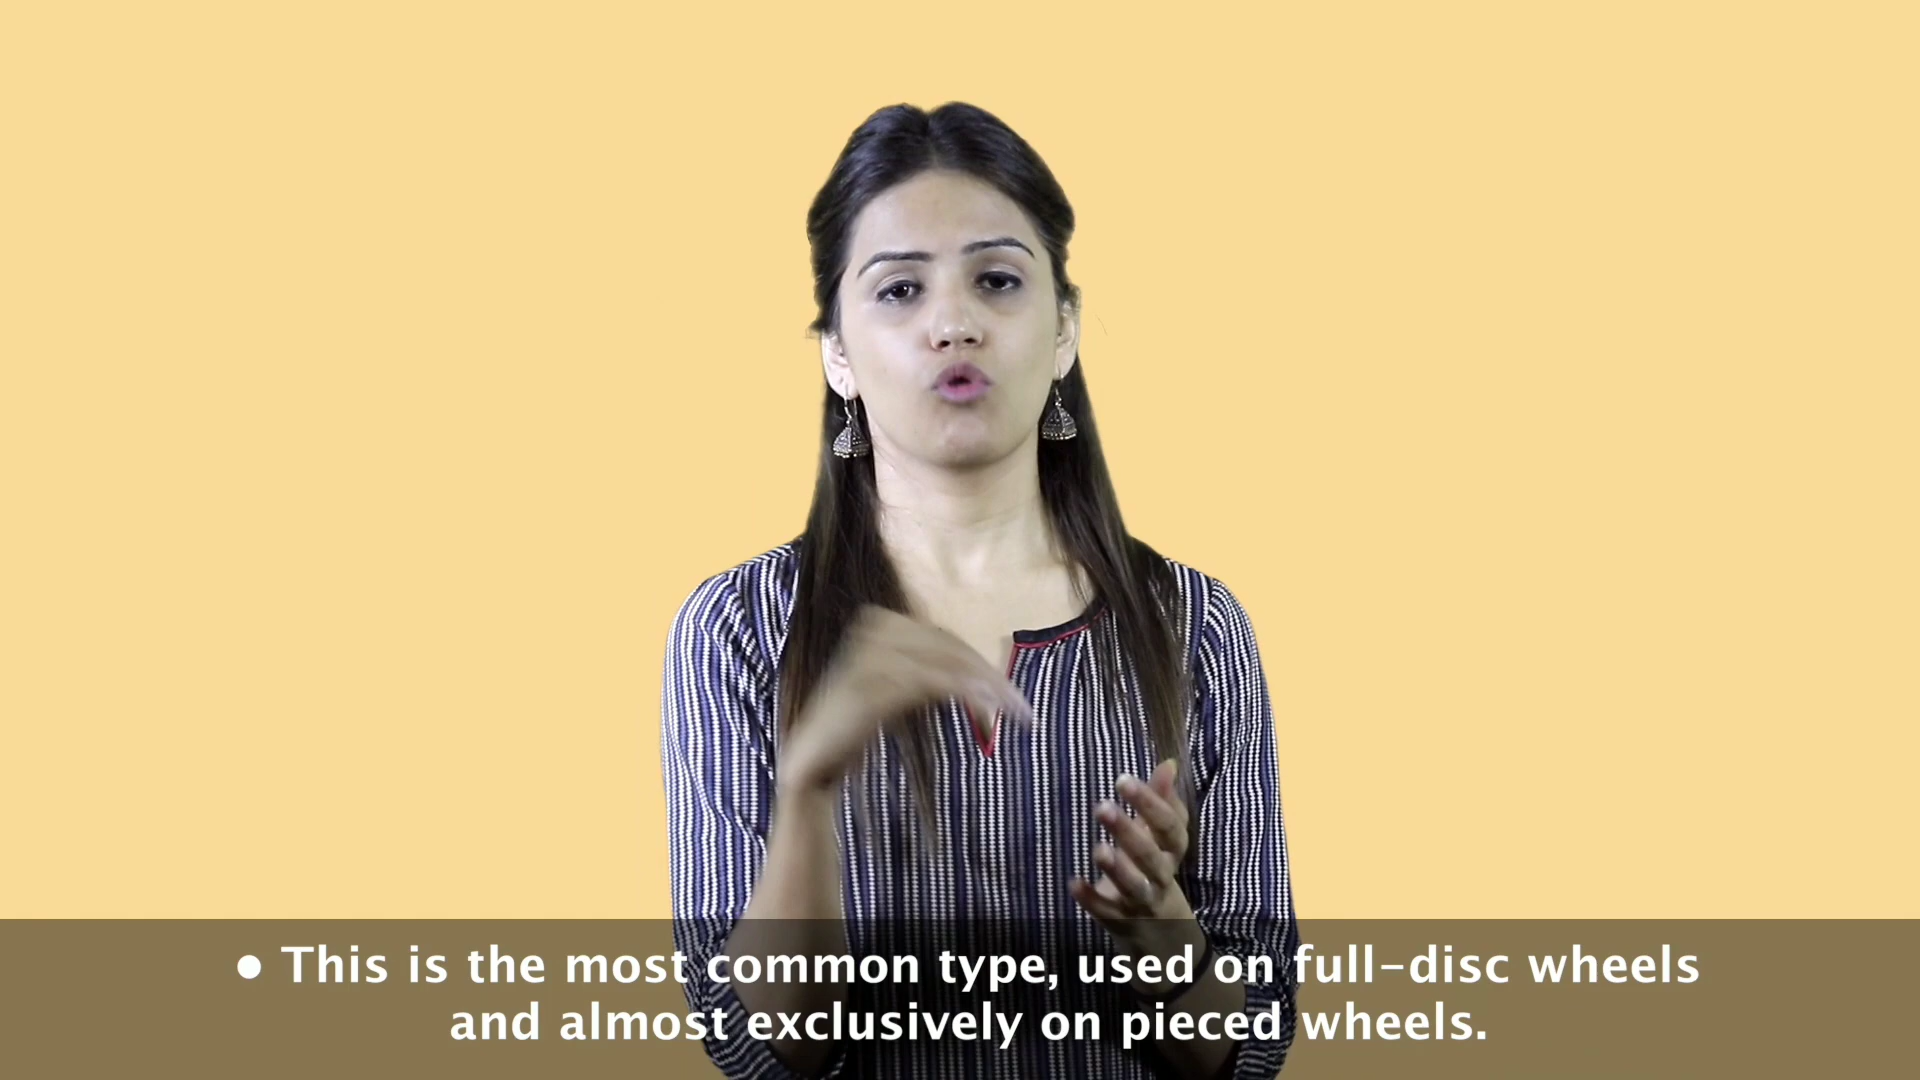 ● This is the most common type, used on full-disc wheels
and almost exclusively on pieced wheels.